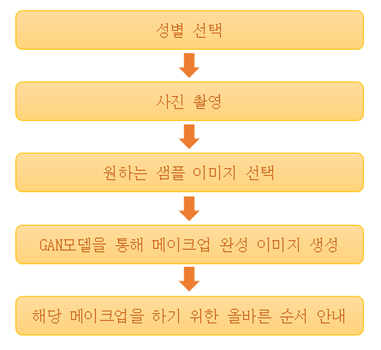 성별 선택
사진 촬영
원하는 샘플 이미지 선택
GAN모델을 통해 메이크업 완성 이미지 생성
해당 메이크업을 하기 위한 올바른 순서 안내